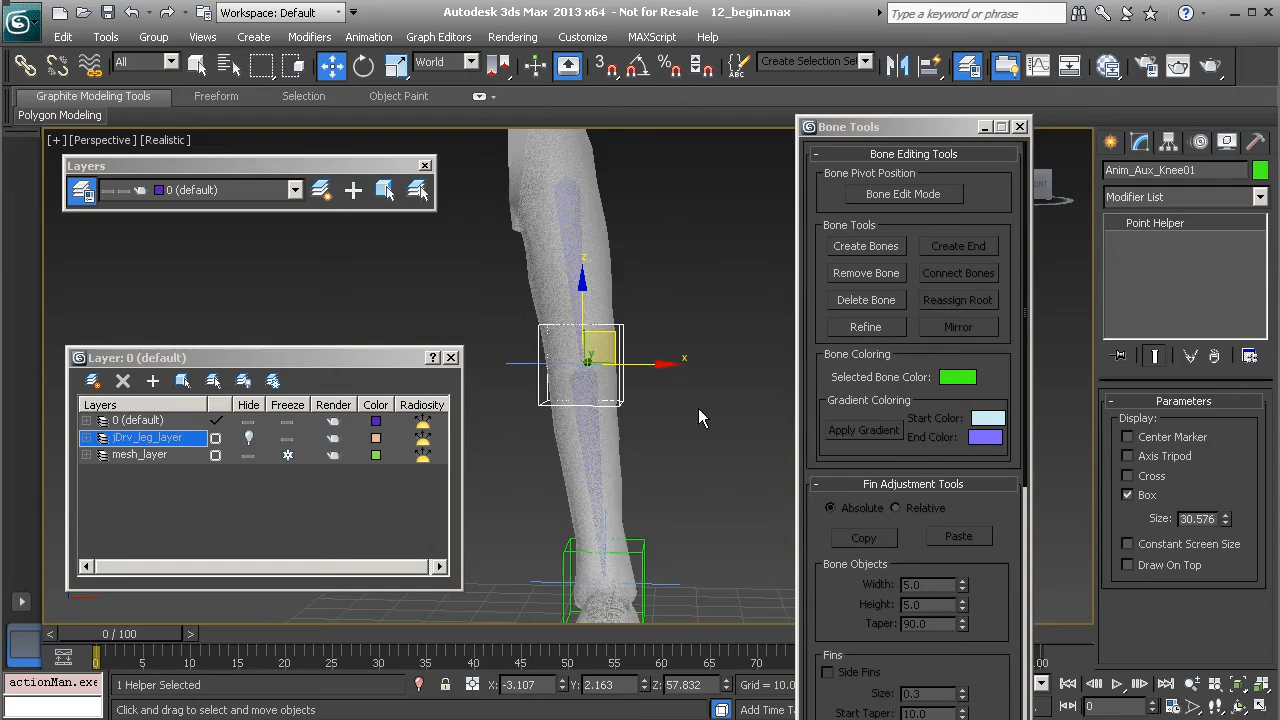 Workspace: Default
Autodesk 3ds Max 2013 x64 - Not for Resale 12_begin.max
Type a keyword or phrase
Edit Tools Group Views Create Modifiers Animation Graph Editors Rendering Customize MAXScript Help
All World Create Selection Se
Graphite Modeling Tools Freeform Selection Object Paint
Polygon Modeling
[+] [Perspective] [Realistic]
Layers
0 (default)
z
x
y
Layer: 0 (default)
Layers Hide Freeze Render Color Radiosity
0 (default)
jDrv_leg_layer
mesh_layer
Bone Tools
Bone Editing Tools
Bone Pivot Position
Bone Edit Mode
Bone Tools
Create Bones Create End
Remove Bone Connect Bones
Delete Bone Reassign Root
Refine Mirror
Bone Coloring
Selected Bone Color:
Gradient Coloring
Apply Gradient Start Color:
End Color:
Fin Adjustment Tools
Absolute Relative
Copy Paste
Bone Objects
Width: 5.0
Height: 5.0
Taper: 90.0
Fins
Side Fins
Size: 0.3
Start Taper: 10.0
Anim_Aux_Knee01
Modifier List
Point Helper
Parameters
Display:
Center Marker
Axis Tripod
Cross
Box
Size: 30.576
Constant Screen Size
Draw On Top
0 / 100
0 5 10 15 20 25 30 35 40 45 50 55 60 65 70
actionMan.exe
1 Helper Selected
X: -3.107 Y: 2.163 Z: 57.832 Grid = 10.0
Click and drag to select and move objects
Add Time Tag
0